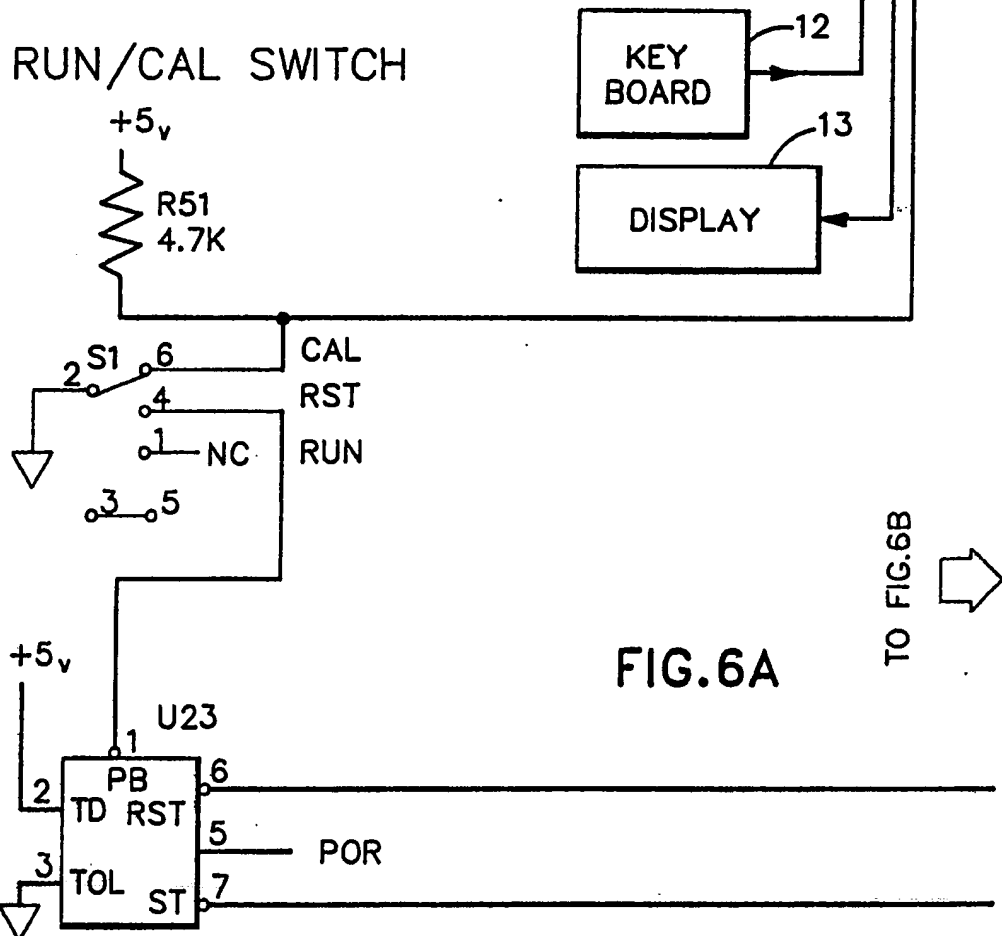 RUN/CAL SWITCH
+5v
R51
4.7K
12
KEY
BOARD
13
DISPLAY
S1
2
6
CAL
4
RST
1
NC
RUN
3
5
TO FIG.6B
FIG.6A
+5v
U23
1
PB
2
TD
RST
6
5
POR
3
TOL
ST
7